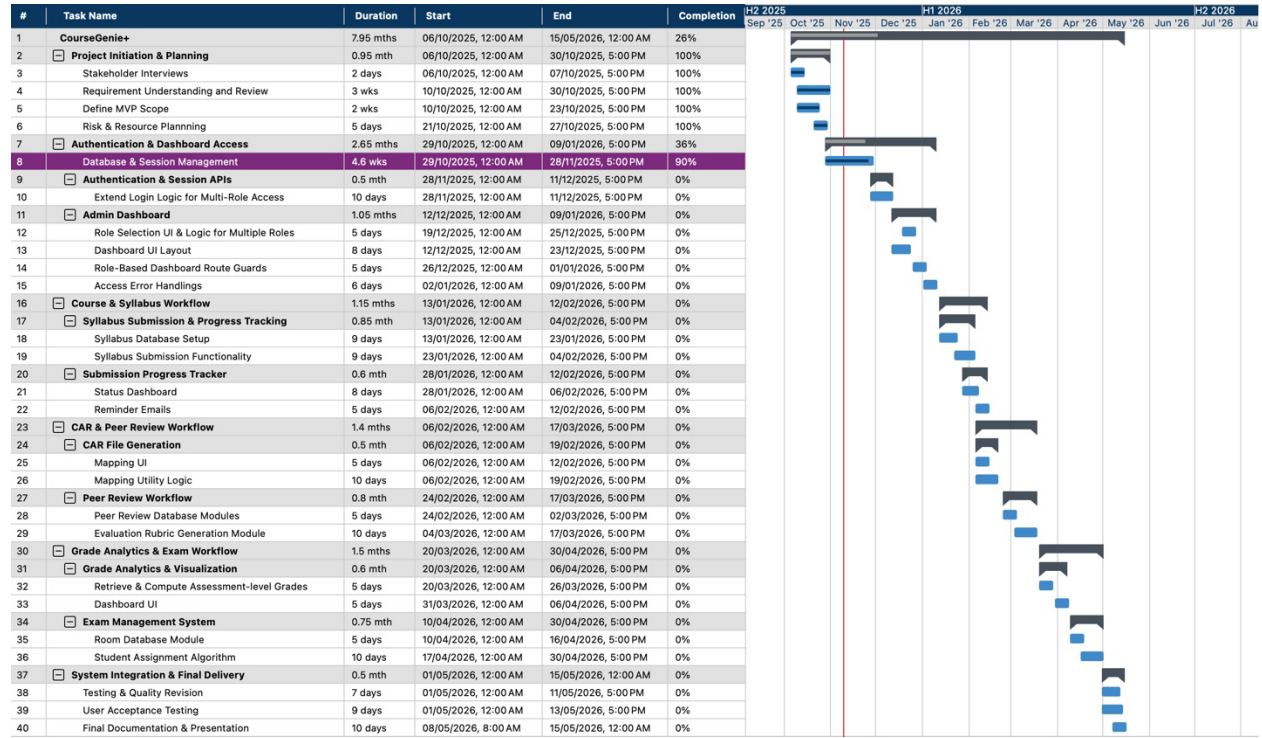 # Task Name Duration Start End Completion H2 2025 H1 2026 H2 2026
Sep '25 Oct '25 Nov '25 Dec '25 Jan '26 Feb '26 Mar '26 Apr '26 May '26 Jun '26 Jul '26 Au
1 CourseGenie+ 7.95 mths 06/10/2025, 12:00 AM 15/05/2026, 12:00 AM 26%
2 Project Initiation & Planning 0.95 mth 06/10/2025, 12:00 AM 30/10/2025, 5:00 PM 100%
3 Stakeholder Interviews 2 days 06/10/2025, 12:00 AM 07/10/2025, 5:00 PM 100%
4 Requirement Understanding and Review 3 wks 10/10/2025, 12:00 AM 30/10/2025, 5:00 PM 100%
5 Define MVP Scope 2 wks 10/10/2025, 12:00 AM 23/10/2025, 5:00 PM 100%
6 Risk & Resource Plannning 5 days 21/10/2025, 12:00 AM 27/10/2025, 5:00 PM 100%
7 Authentication & Dashboard Access 2.65 mths 29/10/2025, 12:00 AM 09/01/2026, 5:00 PM 36%
8 Database & Session Management 4.6 wks 29/10/2025, 12:00 AM 28/11/2025, 5:00 PM 90%
9 Authentication & Session APIs 0.5 mth 28/11/2025, 12:00 AM 11/12/2025, 5:00 PM 0%
10 Extend Login Logic for Multi-Role Access 10 days 28/11/2025, 12:00 AM 11/12/2025, 5:00 PM 0%
11 Admin Dashboard 1.05 mths 12/12/2025, 12:00 AM 09/01/2026, 5:00 PM 0%
12 Role Selection UI & Logic for Multiple Roles 5 days 19/12/2025, 12:00 AM 25/12/2025, 5:00 PM 0%
13 Dashboard UI Layout 8 days 12/12/2025, 12:00 AM 23/12/2025, 5:00 PM 0%
14 Role-Based Dashboard Route Guards 5 days 26/12/2025, 12:00 AM 01/01/2026, 5:00 PM 0%
15 Access Error Handlings 6 days 02/01/2026, 12:00 AM 09/01/2026, 5:00 PM 0%
16 Course & Syllabus Workflow 1.15 mths 13/01/2026, 12:00 AM 12/02/2026, 5:00 PM 0%
17 Syllabus Submission & Progress Tracking 0.85 mth 13/01/2026, 12:00 AM 04/02/2026, 5:00 PM 0%
18 Syllabus Database Setup 9 days 13/01/2026, 12:00 AM 23/01/2026, 5:00 PM 0%
19 Syllabus Submission Functionality 9 days 23/01/2026, 12:00 AM 04/02/2026, 5:00 PM 0%
20 Submission Progress Tracker 0.6 mth 28/01/2026, 12:00 AM 12/02/2026, 5:00 PM 0%
21 Status Dashboard 8 days 28/01/2026, 12:00 AM 06/02/2026, 5:00 PM 0%
22 Reminder Emails 5 days 06/02/2026, 12:00 AM 12/02/2026, 5:00 PM 0%
23 CAR & Peer Review Workflow 1.4 mths 06/02/2026, 12:00 AM 17/03/2026, 5:00 PM 0%
24 CAR File Generation 0.5 mth 06/02/2026, 12:00 AM 19/02/2026, 5:00 PM 0%
25 Mapping UI 5 days 06/02/2026, 12:00 AM 12/02/2026, 5:00 PM 0%
26 Mapping Utility Logic 10 days 06/02/2026, 12:00 AM 19/02/2026, 5:00 PM 0%
27 Peer Review Workflow 0.8 mth 24/02/2026, 12:00 AM 17/03/2026, 5:00 PM 0%
28 Peer Review Database Modules 5 days 24/02/2026, 12:00 AM 02/03/2026, 5:00 PM 0%
29 Evaluation Rubric Generation Module 10 days 04/03/2026, 12:00 AM 17/03/2026, 5:00 PM 0%
30 Grade Analytics & Exam Workflow 1.5 mths 20/03/2026, 12:00 AM 30/04/2026, 5:00 PM 0%
31 Grade Analytics & Visualization 0.6 mth 20/03/2026, 12:00 AM 06/04/2026, 5:00 PM 0%
32 Retrieve & Compute Assessment-level Grades 5 days 20/03/2026, 12:00 AM 26/03/2026, 5:00 PM 0%
33 Dashboard UI 5 days 31/03/2026, 12:00 AM 06/04/2026, 5:00 PM 0%
34 Exam Management System 0.75 mth 10/04/2026, 12:00 AM 30/04/2026, 5:00 PM 0%
35 Room Database Module 5 days 10/04/2026, 12:00 AM 16/04/2026, 5:00 PM 0%
36 Student Assignment Algorithm 10 days 17/04/2026, 12:00 AM 30/04/2026, 5:00 PM 0%
37 System Integration & Final Delivery 0.5 mth 01/05/2026, 12:00 AM 15/05/2026, 12:00 AM 0%
38 Testing & Quality Revision 7 days 01/05/2026, 12:00 AM 11/05/2026, 5:00 PM 0%
39 User Acceptance Testing 9 days 01/05/2026, 12:00 AM 13/05/2026, 5:00 PM 0%
40 Final Documentation & Presentation 10 days 08/05/2026, 8:00 AM 15/05/2026, 12:00 AM 0%